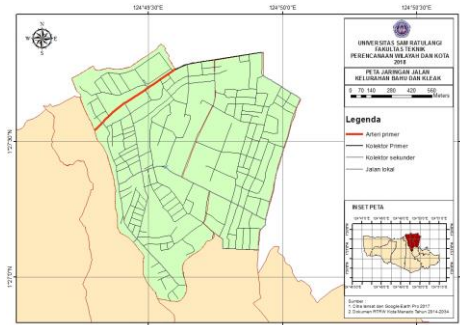 124°49'30"E
124°50'0"E
124°50'30"E
N
W
E
S
1°27'30"N
1°27'0"N
UNIVERSITAS SAM RATULANGI
FAKULTAS TEKNIK
PERENCANAAN WILAYAH DAN KOTA
2018
PETA JARINGAN JALAN
KELURAHAN BAHU DAN KLEAK
0 70 140 280 420 560
Meters
Legenda
Arteri primer
Kolektor Primer
Kolektor sekunder
Jalan lokal
INSET PETA
Sumber :
1. Citra satelit dari Google Earth Pro 2017
2. Dokumen RTRW Kota Manado Tahun 2014-2034